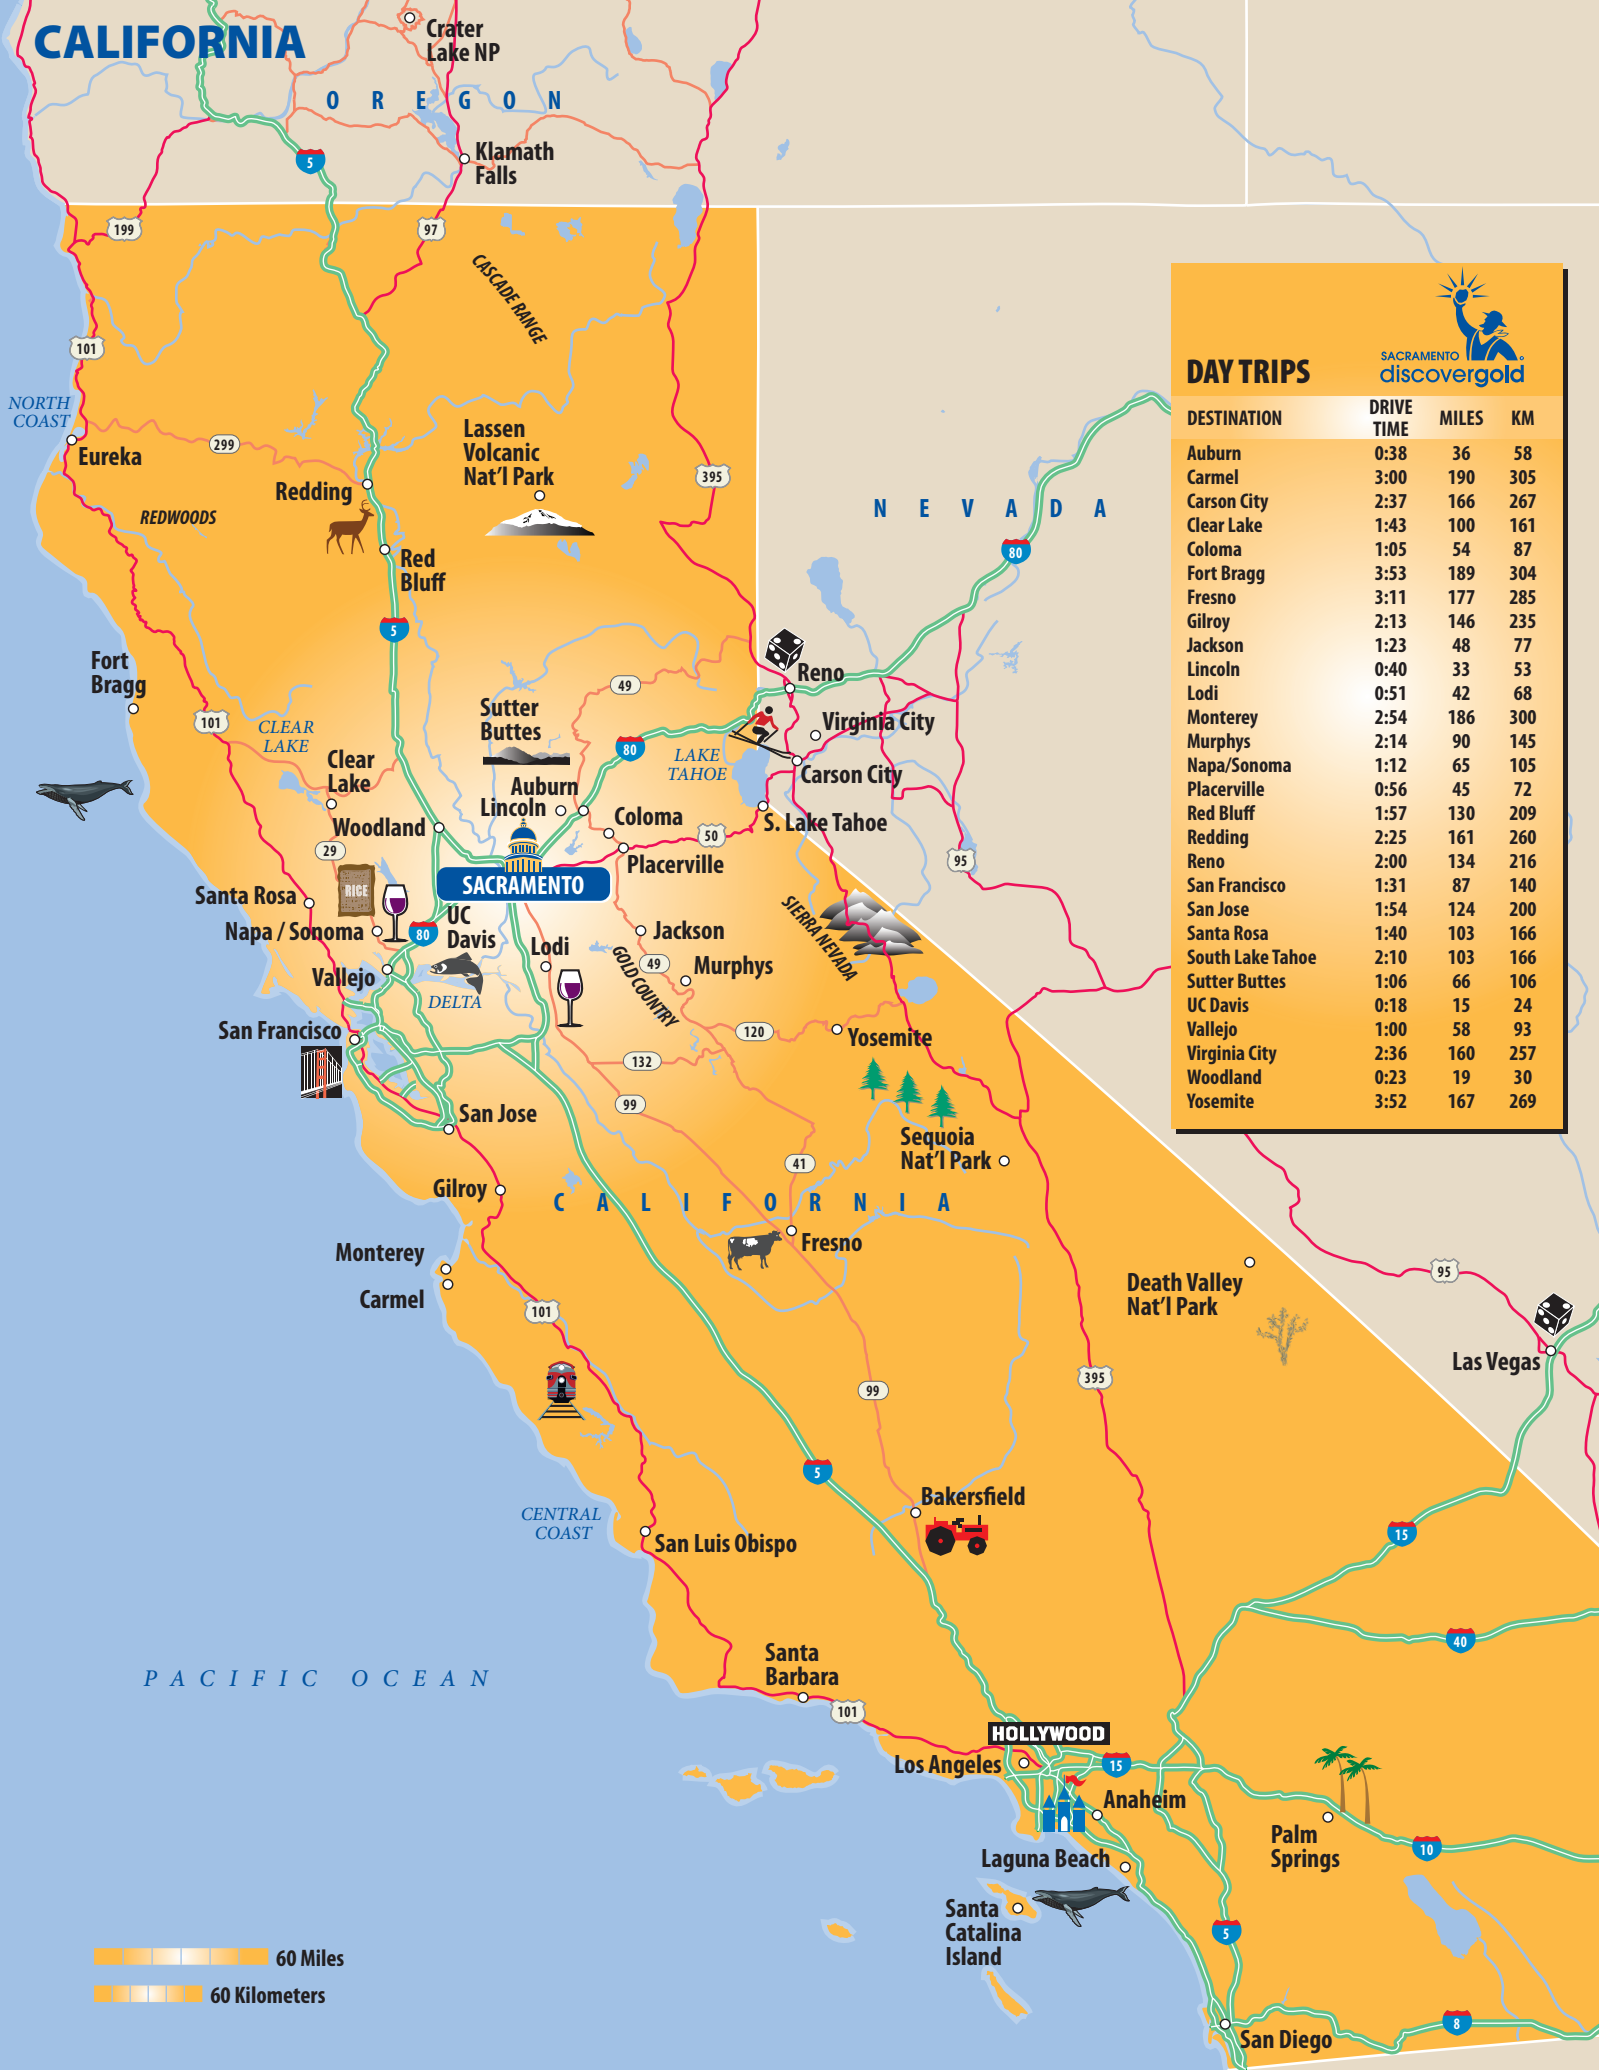 CALIFORNIA
Crater
Lake NP
OREGON
5
Klamath
Falls
199
97
CASCADE RANGE
101
NORTH
COAST
Eureka
299
Redding
Lassen
Volcanic
Nat'l Park
395
REDWOODS
Red
Bluff
NEVADA
80
5
Fort
Bragg
101
CLEAR
LAKE
Clear
Lake
Sutter
Buttes
49
80
Reno
Virginia City
LAKE
TAHOE
Carson City
Auburn
Lincoln
Coloma
50
S. Lake Tahoe
Woodland
29
Placerville
95
SACRAMENTO
RICE
Santa Rosa
Napa / Sonoma
80
UC
Davis
Lodi
Jackson
49
Murphys
GOLD COUNTRY
SIERRA NEVADA
Vallejo
DELTA
San Francisco
120
Yosemite
132
99
San Jose
Sequoia
Nat'l Park
41
Gilroy
CALIFORNIA
Fresno
Monterey
Carmel
101
Death Valley
Nat'l Park
95
Las Vegas
99
395
5
Bakersfield
CENTRAL
COAST
San Luis Obispo
15
40
PACIFIC OCEAN
Santa
Barbara
101
HOLLYWOOD
Los Angeles
15
Anaheim
Palm
Springs
10
Laguna Beach
Santa
Catalina
Island
5
60 Miles
60 Kilometers
San Diego
8
SACRAMENTO
discovergold
DAY TRIPS
DESTINATION DRIVE TIME MILES KM
Auburn 0:38 36 58
Carmel 3:00 190 305
Carson City 2:37 166 267
Clear Lake 1:43 100 161
Coloma 1:05 54 87
Fort Bragg 3:53 189 304
Fresno 3:11 177 285
Gilroy 2:13 146 235
Jackson 1:23 48 77
Lincoln 0:40 33 53
Lodi 0:51 42 68
Monterey 2:54 186 300
Murphys 2:14 90 145
Napa/Sonoma 1:12 65 105
Placerville 0:56 45 72
Red Bluff 1:57 130 209
Redding 2:25 161 260
Reno 2:00 134 216
San Francisco 1:31 87 140
San Jose 1:54 124 200
Santa Rosa 1:40 103 166
South Lake Tahoe 2:10 103 166
Sutter Buttes 1:06 66 106
UC Davis 0:18 15 24
Vallejo 1:00 58 93
Virginia City 2:36 160 257
Woodland 0:23 19 30
Yosemite 3:52 167 269